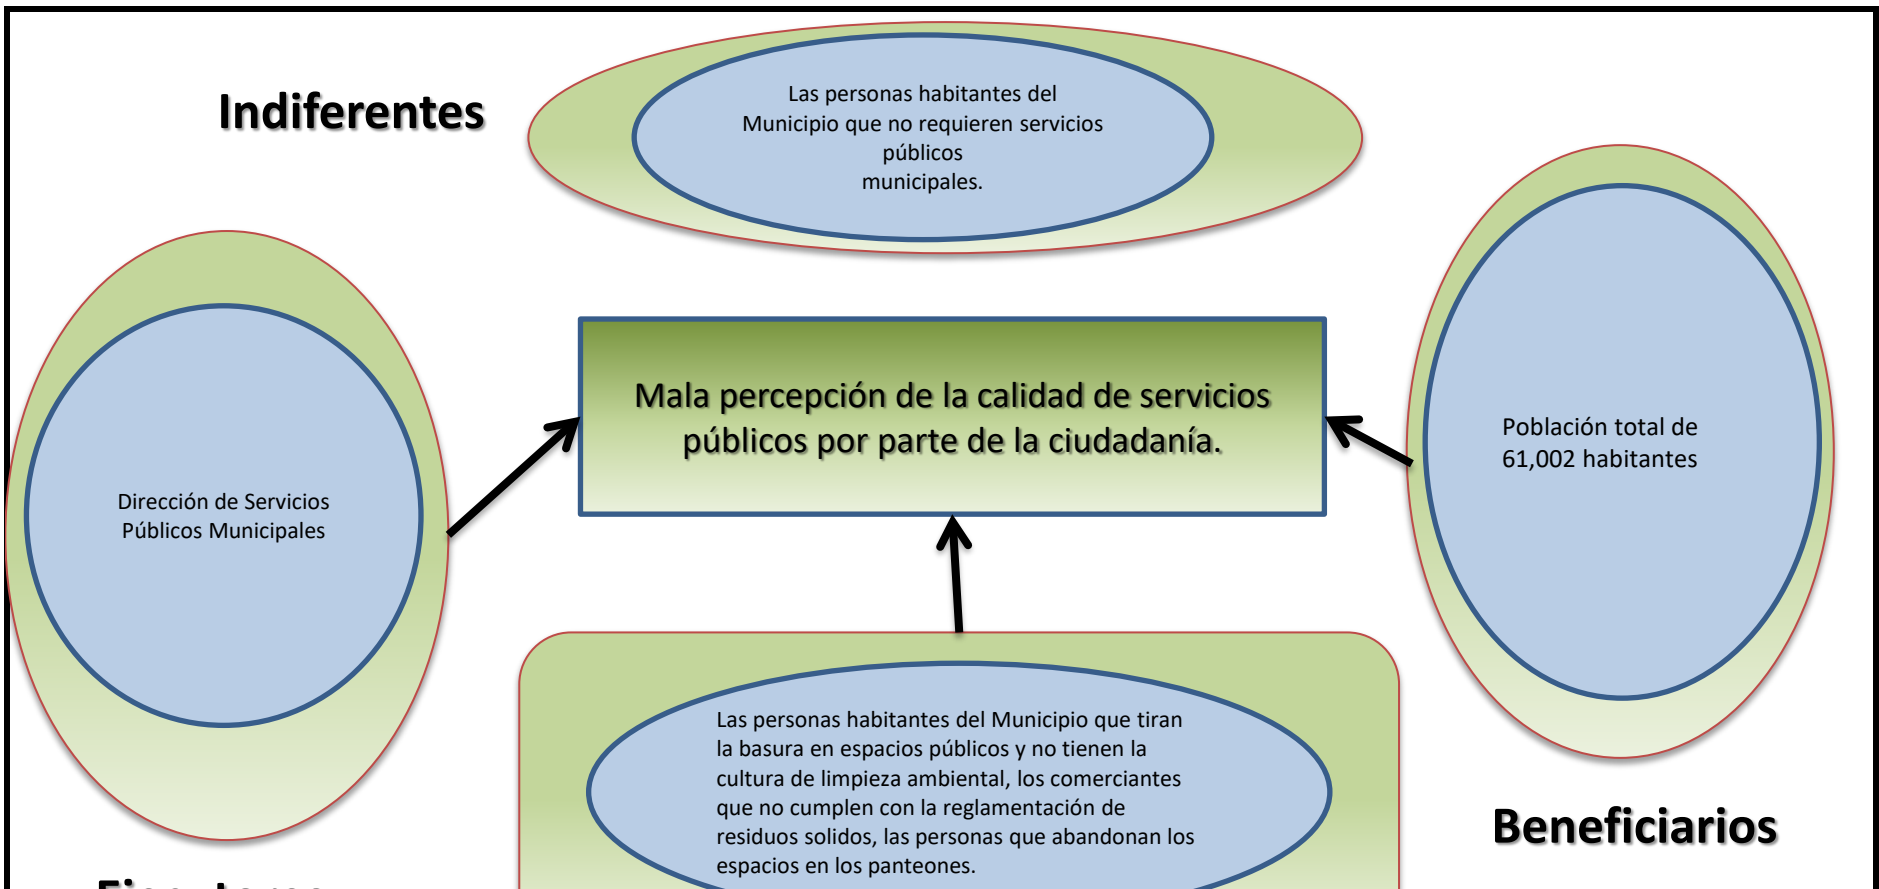 Indiferentes
Las personas habitantes del
Municipio que no requieren servicios
públicos
municipales.
Mala percepción de la calidad de servicios
públicos por parte de la ciudadanía.
Población total de
61,002 habitantes
Dirección de Servicios
Públicos Municipales
Las personas habitantes del Municipio que tiran
la basura en espacios públicos y no tienen la
cultura de limpieza ambiental, los comerciantes
que no cumplen con la reglamentación de
residuos solidos, las personas que abandonan los
espacios en los panteones.
Beneficiarios